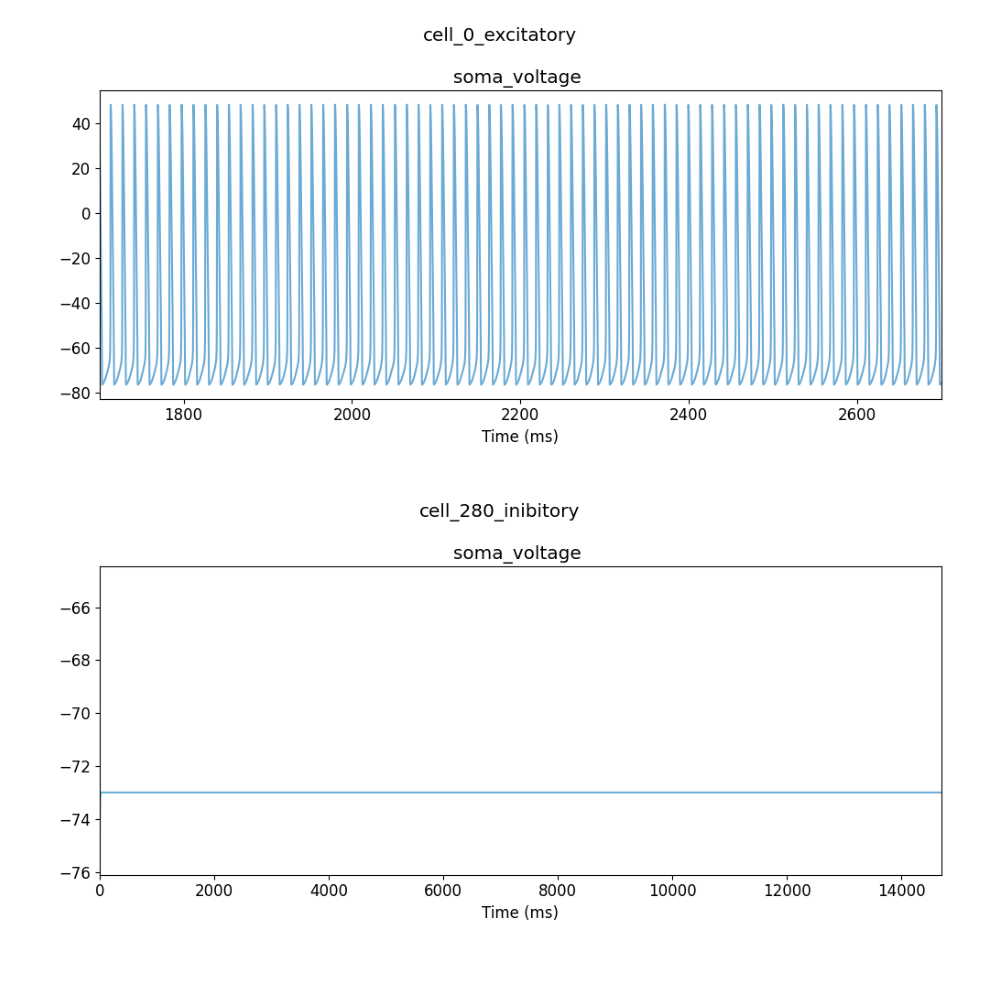 cell_0_excitatory
soma_voltage
40
20
0
−20
−40
−60
−80
1800 2000 2200 2400 2600
Time (ms)
cell_280_inibitory
soma_voltage
−66
−68
−70
−72
−74
−76
0 2000 4000 6000 8000 10000 12000 14000
Time (ms)